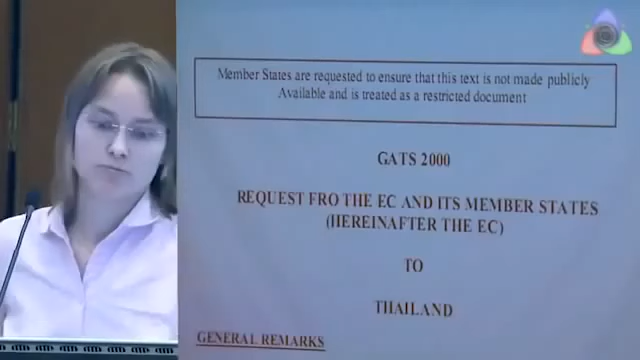 Member States are requested to ensure that this text is not made publicly
Available and is treated as a restricted document
GATS 2000
REQUEST FRO THE EC AND ITS MEMBER STATES
(HEREINAFTER THE EC)
TO
THAILAND
GENERAL REMARKS